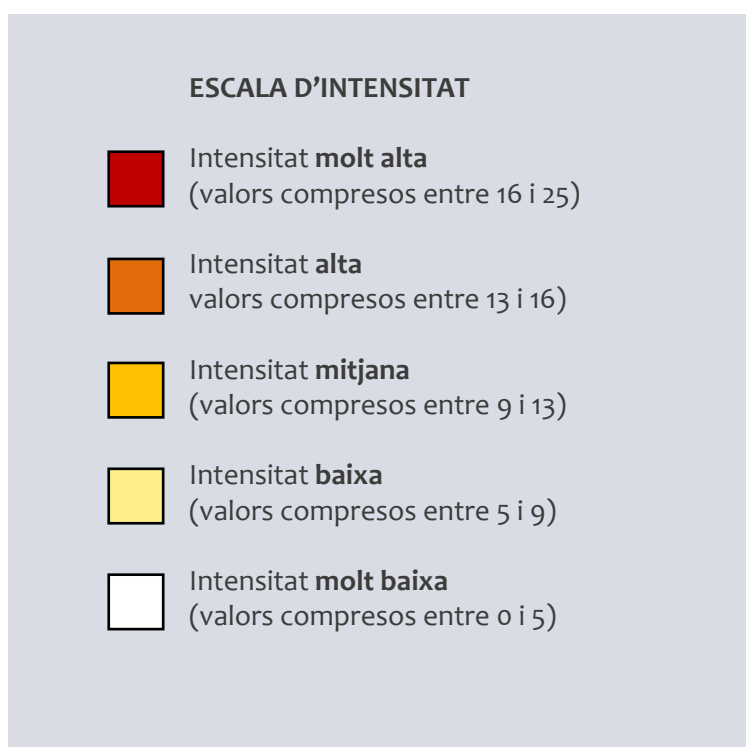 ESCALA D’INTENSITAT
Intensitat molt alta
(valors compresos entre 16 i 25)
Intensitat alta
valors compresos entre 13 i 16)
Intensitat mitjana
(valors compresos entre 9 i 13)
Intensitat baixa
(valors compresos entre 5 i 9)
Intensitat molt baixa
(valors compresos entre 0 i 5)